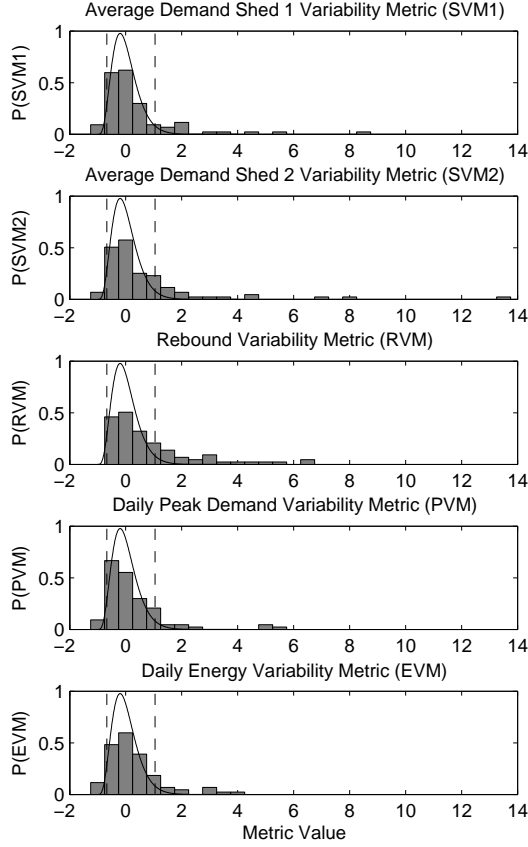 Average Demand Shed 1 Variability Metric (SVM1)
P(SVM1)
1
0.5
0
−2 0 2 4 6 8 10 12 14
Average Demand Shed 2 Variability Metric (SVM2)
P(SVM2)
1
0.5
0
−2 0 2 4 6 8 10 12 14
Rebound Variability Metric (RVM)
P(RVM)
1
0.5
0
−2 0 2 4 6 8 10 12 14
Daily Peak Demand Variability Metric (PVM)
P(PVM)
1
0.5
0
−2 0 2 4 6 8 10 12 14
Daily Energy Variability Metric (EVM)
P(EVM)
1
0.5
0
−2 0 2 4 6 8 10 12 14
Metric Value